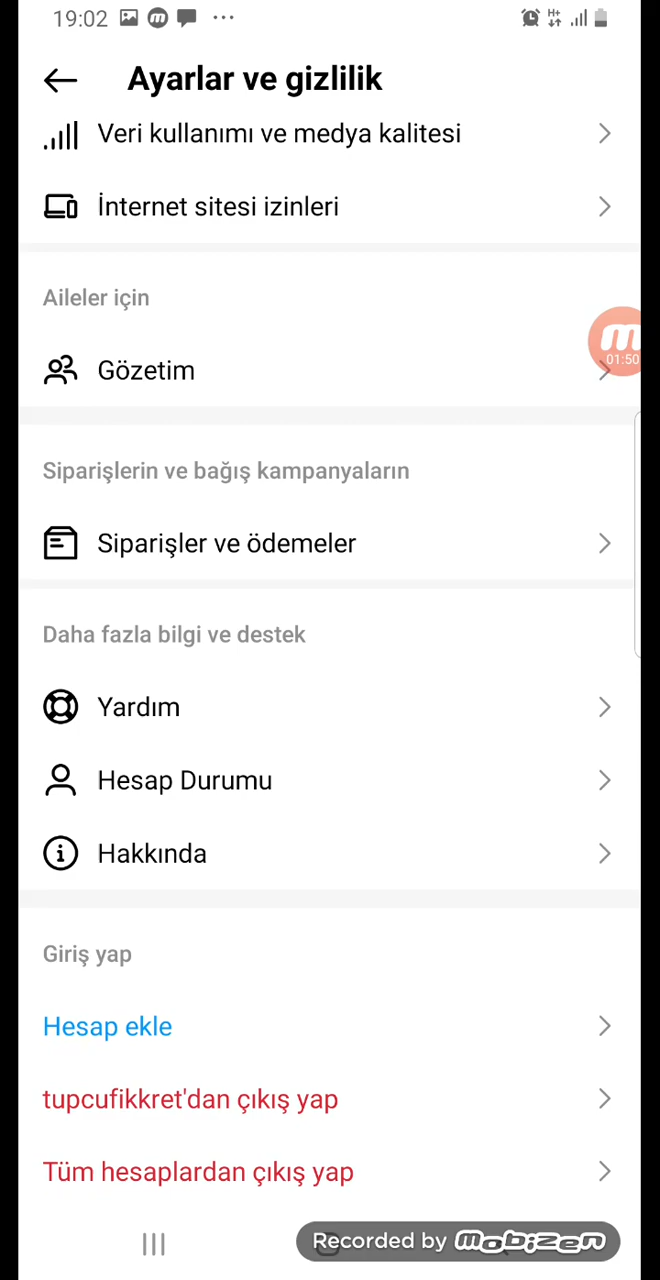 19:02
Ayarlar ve gizlilik
Veri kullanımı ve medya kalitesi
İnternet sitesi izinleri
Aileler için
01:50
Gözetim
Siparişlerin ve bağış kampanyaların
Siparişler ve ödemeler
Daha fazla bilgi ve destek
Yardım
Hesap Durumu
Hakkında
Giriş yap
Hesap ekle
tupcufikkret'dan çıkış yap
Tüm hesaplardan çıkış yap
Recorded by mobizen